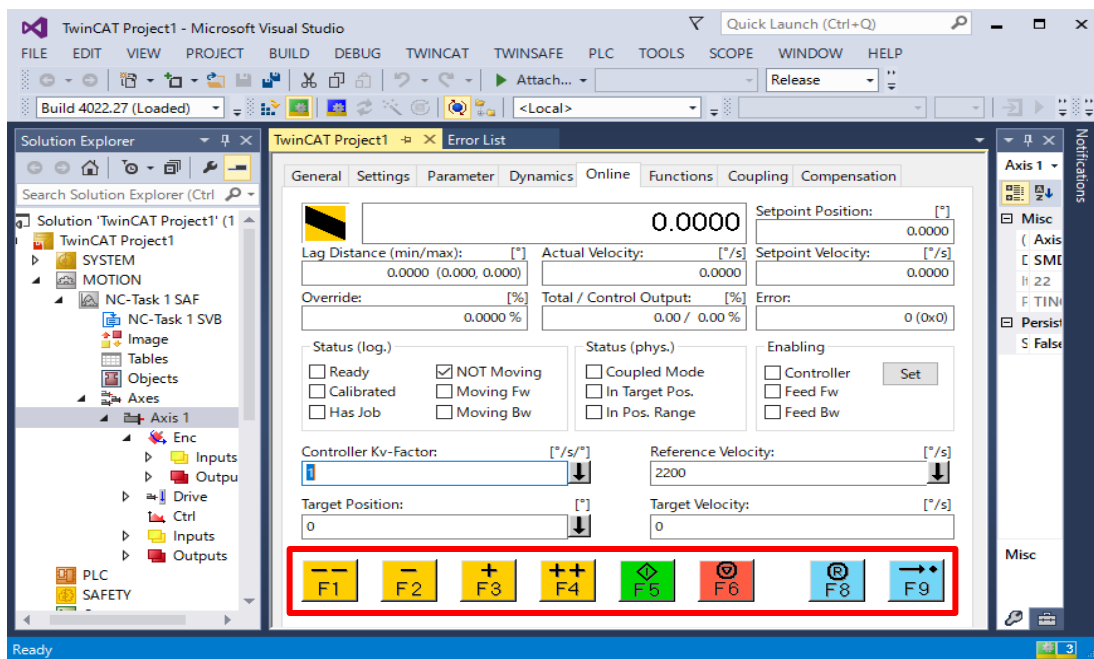 TwinCAT Project1 - Microsoft Visual Studio
Quick Launch (Ctrl+Q)
FILE EDIT VIEW PROJECT BUILD DEBUG TWINCAT TWINSAFE PLC TOOLS SCOPE WINDOW HELP
Attach... Release
Build 4022.27 (Loaded) <Local>
Solution Explorer
Search Solution Explorer (Ctrl
Solution 'TwinCAT Project1' (1
TwinCAT Project1
SYSTEM
MOTION
NC-Task 1 SAF
NC-Task 1 SVB
Image
Tables
Objects
Axes
Axis 1
Enc
Inputs
Outpu
Drive
Ctrl
Inputs
Outputs
PLC
SAFETY
TwinCAT Project1 Error List
General Settings Parameter Dynamics Online Functions Coupling Compensation
0.0000
Setpoint Position: [°]
0.0000
Lag Distance (min/max): [°] Actual Velocity: [°/s] Setpoint Velocity: [°/s]
0.0000 (0.000, 0.000) 0.0000 0.0000
Override: [%] Total / Control Output: [%] Error:
0.0000 % 0.00 / 0.00 % 0 (0x0)
Status (log.) Status (phys.) Enabling
Ready NOT Moving Coupled Mode Controller Set
Calibrated Moving Fw In Target Pos. Feed Fw
Has Job Moving Bw In Pos. Range Feed Bw
Controller Kv-Factor: [°/s/°] Reference Velocity: [°/s]
1 2200
Target Position: [°] Target Velocity: [°/s]
0 0
-- - + ++ R
F1 F2 F3 F4 F5 F6 F8 F9
Axis 1
Misc
( Axis
SMI
22
TIN
Persist
S False
Misc
Notifications
Ready
3